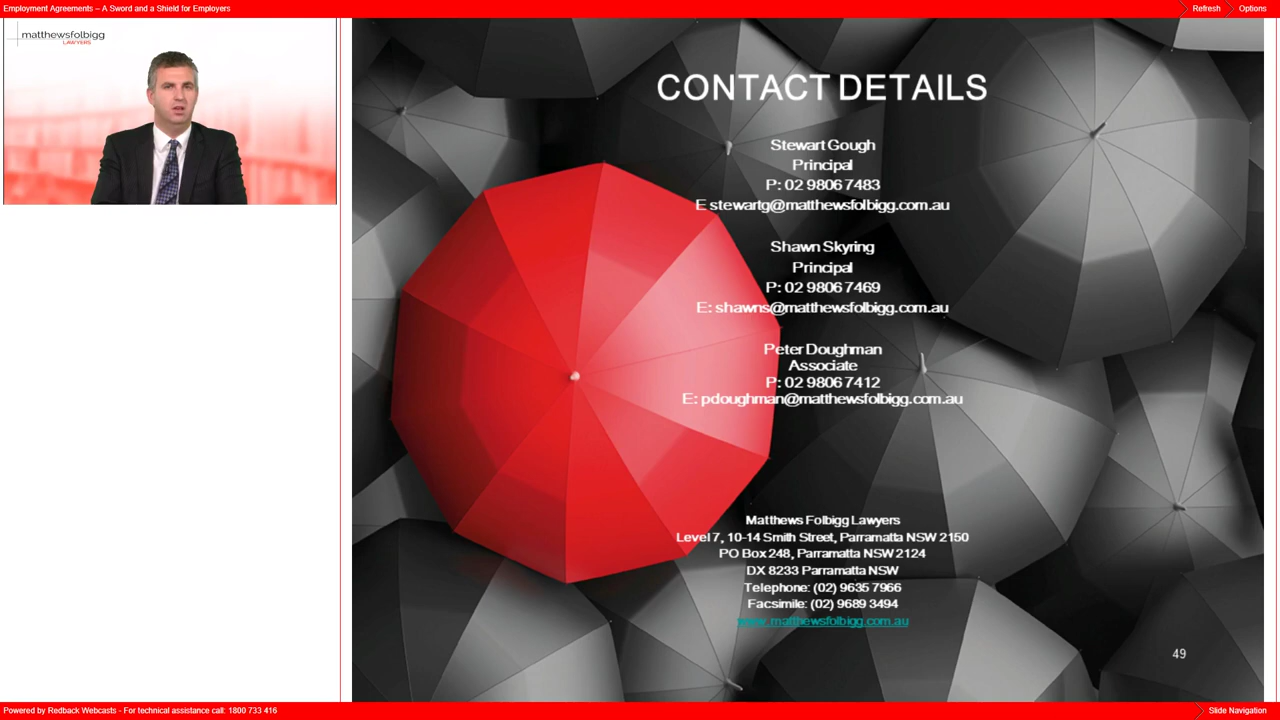 Employment Agreements – A Sword and a Shield for Employers
Refresh
Options
matthewsfolbigg
LAWYERS
CONTACT DETAILS
Stewart Gough
Principal
P: 02 9806 7483
E stewartg@matthewsfolbigg.com.au
Shawn Skyring
Principal
P: 02 9806 7469
E: shawns@matthewsfolbigg.com.au
Peter Doughman
Associate
P: 02 9806 7412
E: pdoughman@matthewsfolbigg.com.au
Matthews Folbigg Lawyers
Level 7, 10-14 Smith Street, Parramatta NSW 2150
PO Box 248, Parramatta NSW 2124
DX 8233 Parramatta NSW
Telephone: (02) 9635 7966
Facsimile: (02) 9689 3494
www.matthewsfolbigg.com.au
49
Powered by Redback Webcasts - For technical assistance call: 1800 733 416
Slide Navigation